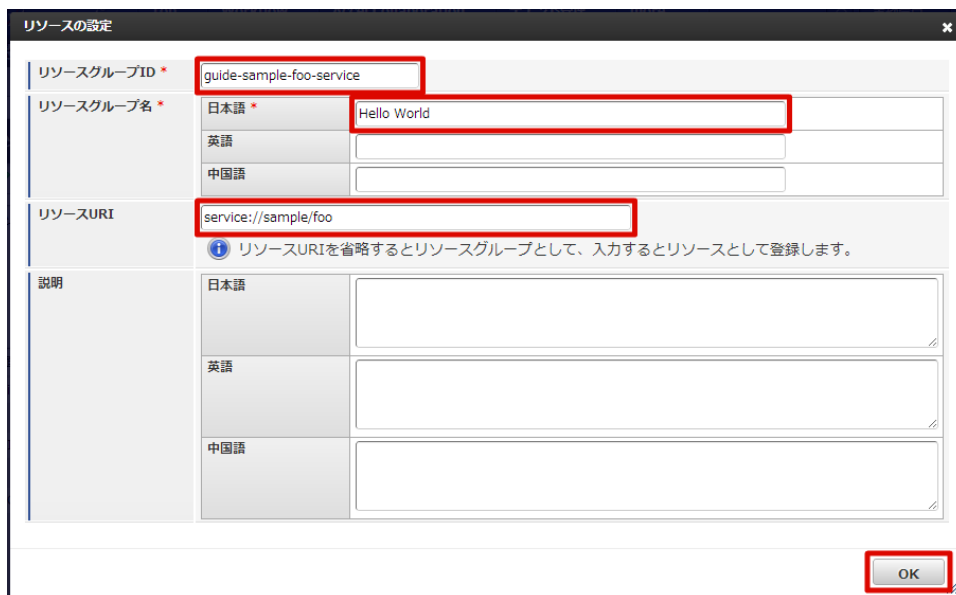 リソースの設定
リソースグループID *
guide-sample-foo-service
リソースグループ名 *
日本語 *
Hello World
英語
中国語
リソースURI
service://sample/foo
リソースURIを省略するとリソースグループとして、入力するとリソースとして登録します。
説明
日本語
英語
中国語
OK